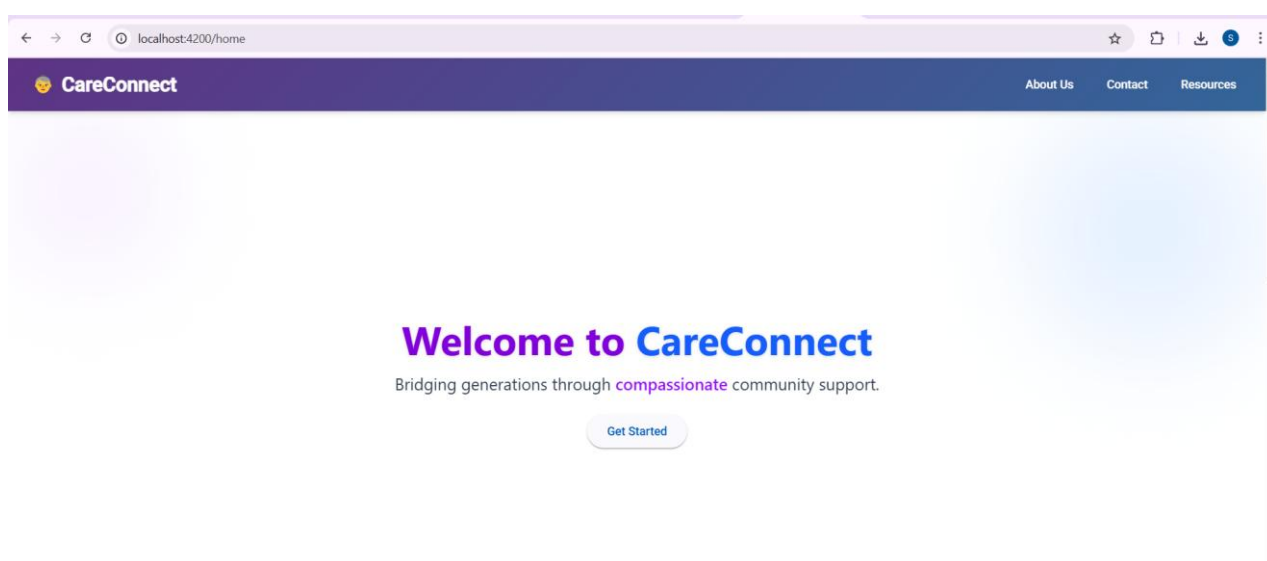 localhost:4200/home
S
CareConnect
About Us Contact Resources
Welcome to CareConnect
Bridging generations through compassionate community support.
Get Started